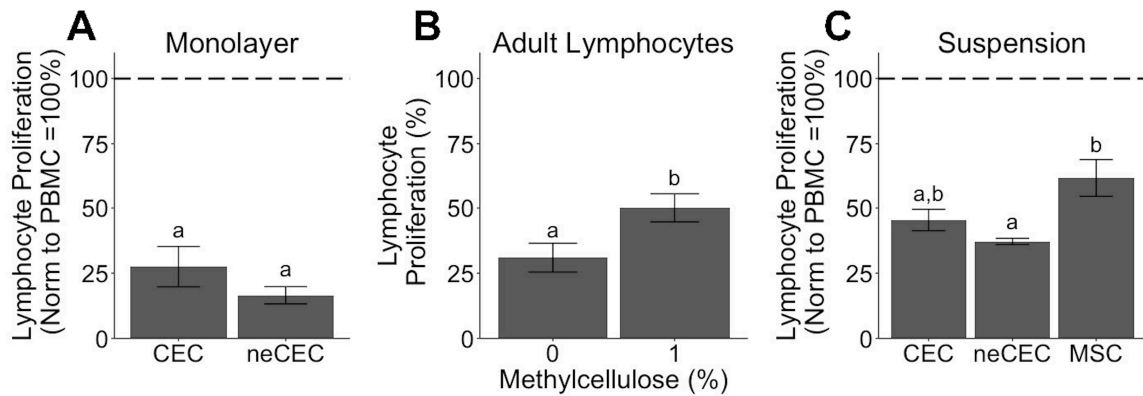 A
Monolayer
Lymphocyte Proliferation
(Norm to PBMC =100%)
100
75
50
25
0
a
a
CEC
neCEC
B
Adult Lymphocytes
Lymphocyte
Proliferation (%)
100
75
50
25
0
a
b
0
1
Methylcellulose (%)
C
Suspension
Lymphocyte Proliferation
(Norm to PBMC =100%)
100
75
50
25
0
a,b
a
b
CEC
neCEC
MSC